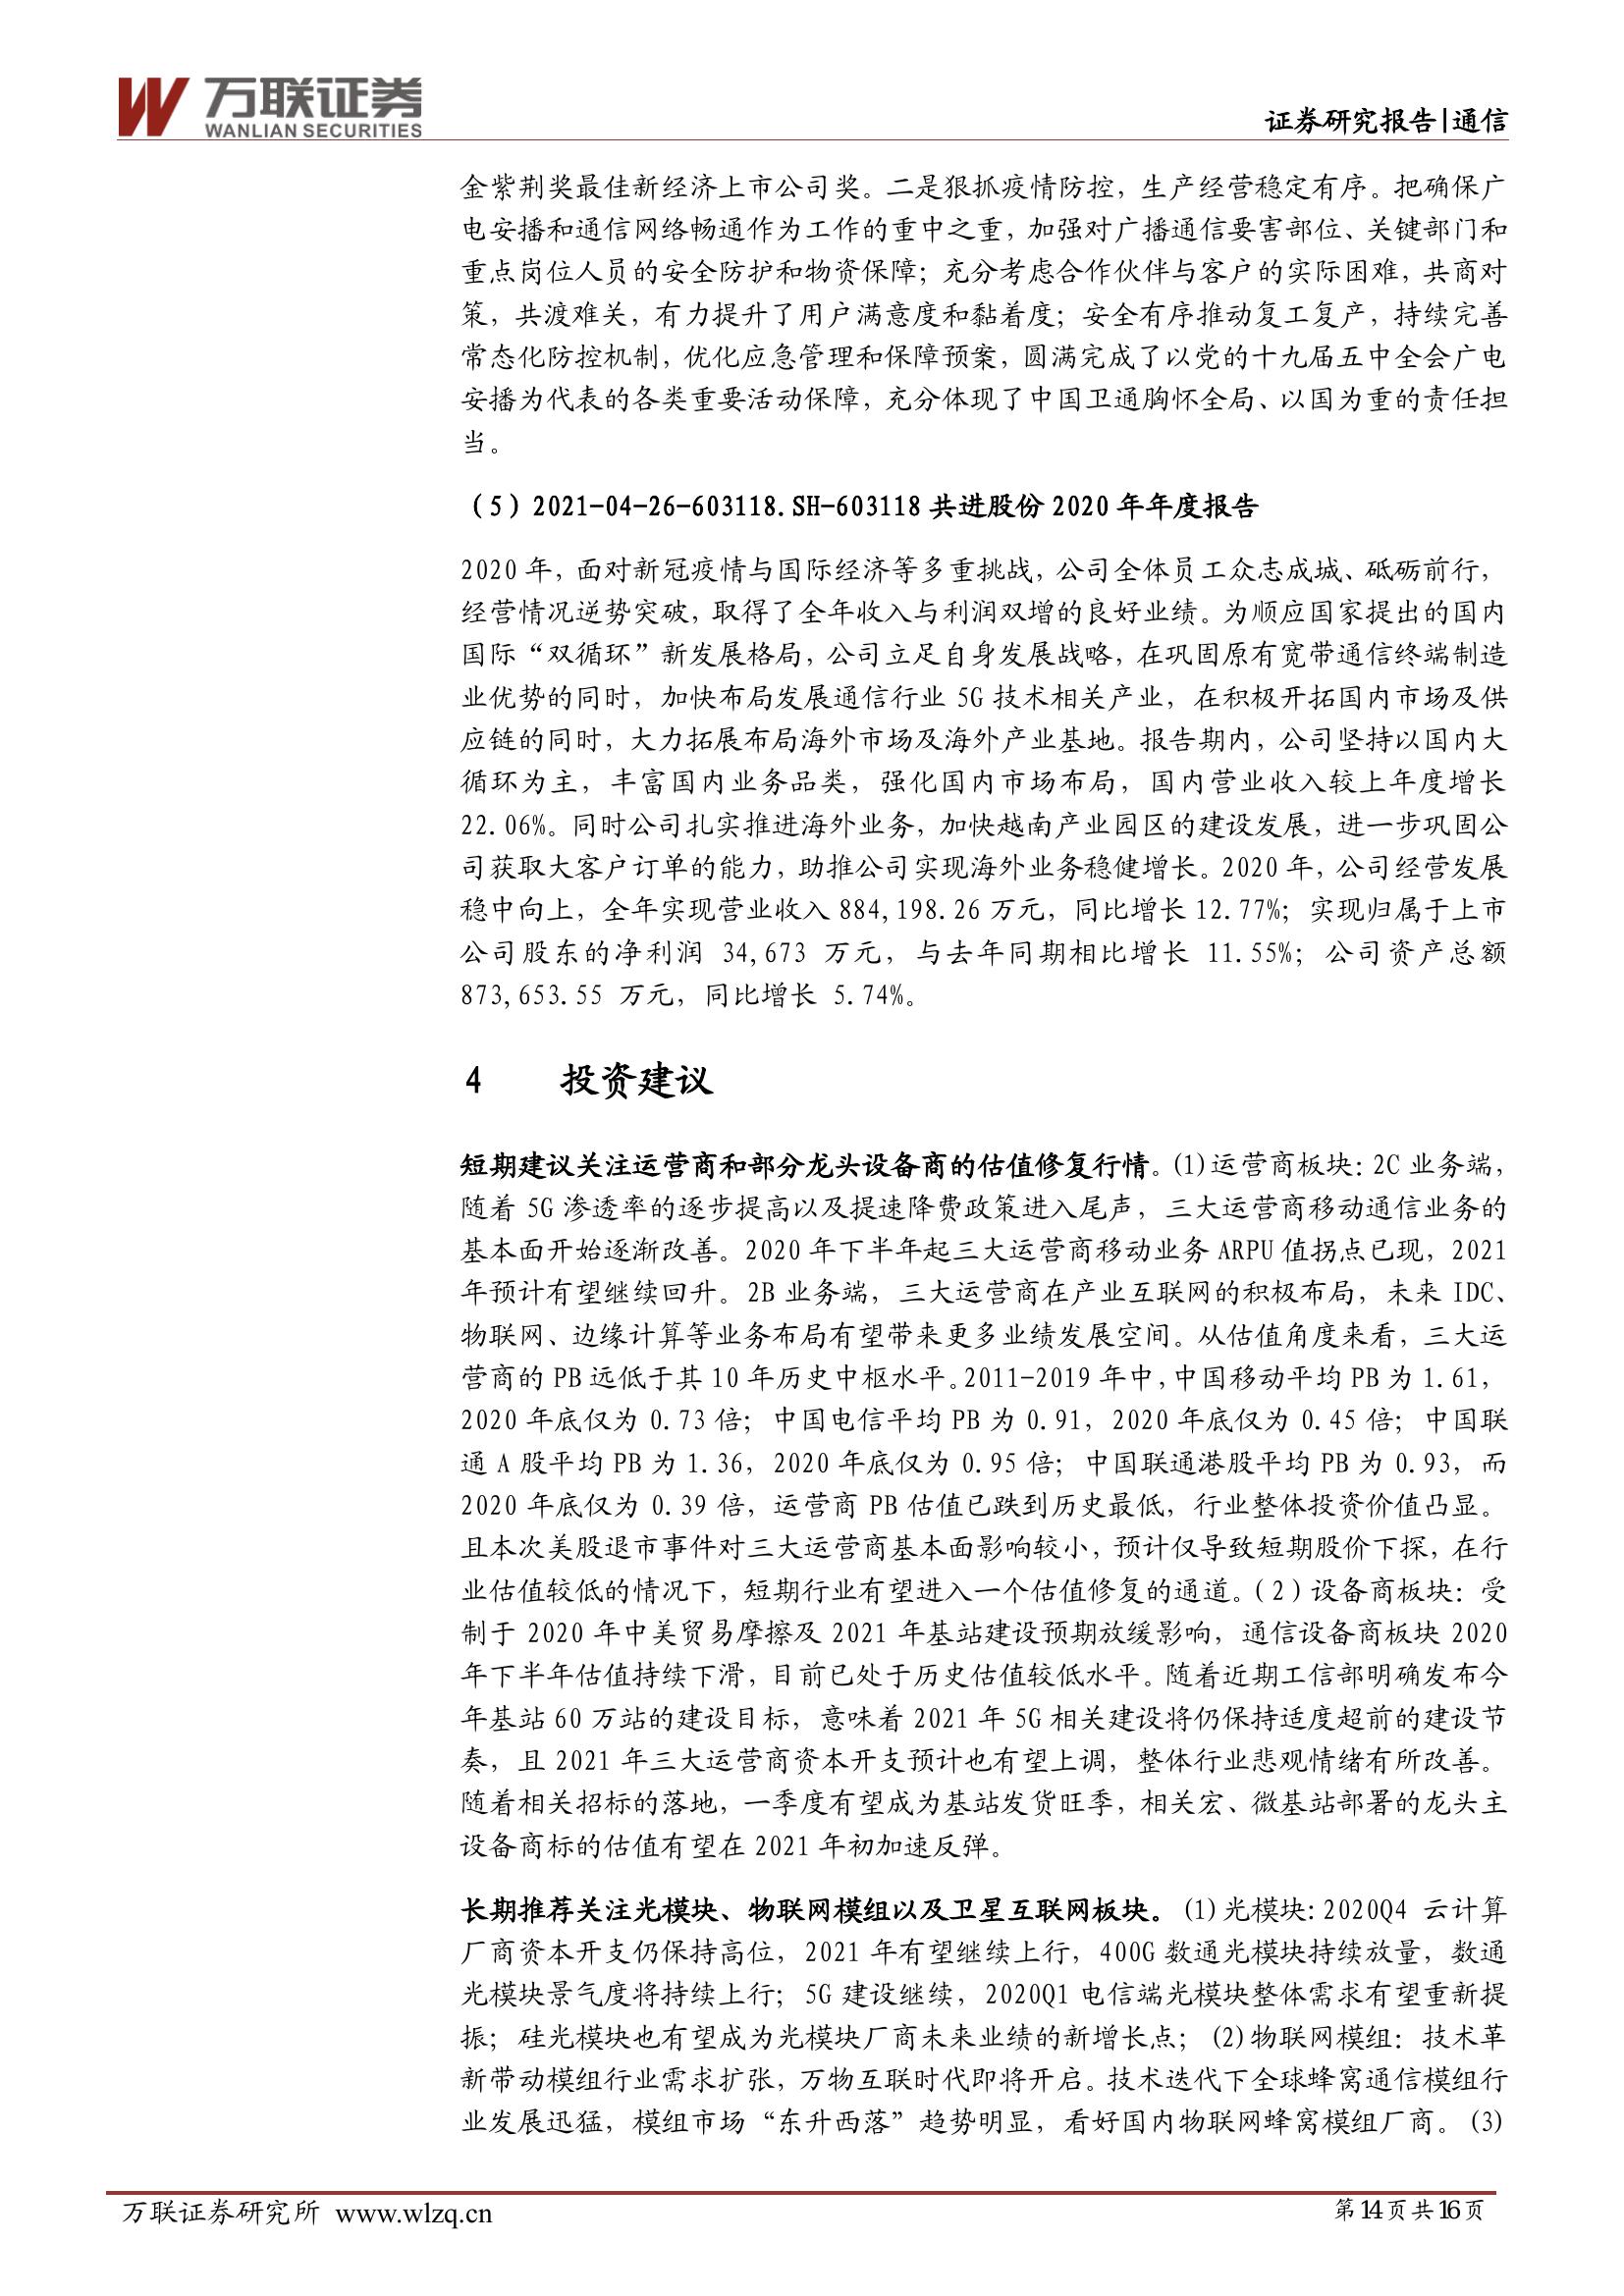 万联证券
WANLIAN SECURITIES
证券研究报告|通信
金紫荆奖最佳新经济上市公司奖。二是狠抓疫情防控，生产经营稳定有序。把确保广
电安播和通信网络畅通作为工作的重中之重，加强对广播通信要害部位、关键部门和
重点岗位人员的安全防护和物资保障；充分考虑合作伙伴与客户的实际困难，共商对
策，共渡难关，有力提升了用户满意度和黏着度；安全有序推动复工复产，持续完善
常态化防控机制，优化应急管理和保障预案，圆满完成了以党的十九届五中全会广电
安播为代表的各类重要活动保障，充分体现了中国卫通胸怀全局、以国为重的责任担
当。
（5）2021-04-26-603118.SH-603118 共进股份 2020 年年度报告
2020 年，面对新冠疫情与国际经济等多重挑战，公司全体员工众志成城、砥砺前行，
经营情况逆势突破，取得了全年收入与利润双增的良好业绩。为顺应国家提出的国内
国际“双循环”新发展格局，公司立足自身发展战略，在巩固原有宽带通信终端制造
业优势的同时，加快布局发展通信行业 5G 技术相关产业，在积极开拓国内市场及供
应链的同时，大力拓展布局海外市场及海外产业基地。报告期内，公司坚持以国内大
循环为主，丰富国内业务品类，强化国内市场布局，国内营业收入较上年度增长
22.06%。同时公司扎实推进海外业务，加快越南产业园区的建设发展，进一步巩固公
司获取大客户订单的能力，助推公司实现海外业务稳健增长。2020 年，公司经营发展
稳中向上，全年实现营业收入 884,198.26 万元，同比增长 12.77%；实现归属于上市
公司股东的净利润 34,673 万元，与去年同期相比增长 11.55%；公司资产总额
873,653.55 万元，同比增长 5.74%。
4 投资建议
短期建议关注运营商和部分龙头设备商的估值修复行情。(1)运营商板块：2C 业务端，
随着 5G 渗透率的逐步提高以及提速降费政策进入尾声，三大运营商移动通信业务的
基本面开始逐渐改善。2020 年下半年起三大运营商移动业务 ARPU 值拐点已现，2021
年预计有望继续回升。2B 业务端，三大运营商在产业互联网的积极布局，未来 IDC、
物联网、边缘计算等业务布局有望带来更多业绩发展空间。从估值角度来看，三大运
营商的 PB 远低于其 10 年历史中枢水平。2011-2019 年中，中国移动平均 PB 为 1.61，
2020 年底仅为 0.73 倍；中国电信平均 PB 为 0.91，2020 年底仅为 0.45 倍；中国联
通 A 股平均 PB 为 1.36，2020 年底仅为 0.95 倍；中国联通港股平均 PB 为 0.93，而
2020 年底仅为 0.39 倍，运营商 PB 估值已跌到历史最低，行业整体投资价值凸显。
且本次美股退市事件对三大运营商基本面影响较小，预计仅导致短期股价下探，在行
业估值较低的情况下，短期行业有望进入一个估值修复的通道。（2）设备商板块：受
制于 2020 年中美贸易摩擦及 2021 年基站建设预期放缓影响，通信设备商板块 2020
年下半年估值持续下滑，目前已处于历史估值较低水平。随着近期工信部明确发布今
年基站 60 万站的建设目标，意味着 2021 年 5G 相关建设将仍保持适度超前的建设节
奏，且 2021 年三大运营商资本开支预计也有望上调，整体行业悲观情绪有所改善。
随着相关招标的落地，一季度有望成为基站发货旺季，相关宏、微基站部署的龙头主
设备商标的估值有望在 2021 年初加速反弹。
长期推荐关注光模块、物联网模组以及卫星互联网板块。(1)光模块：2020Q4 云计算
厂商资本开支仍保持高位，2021 年有望继续上行，400G 数通光模块持续放量，数通
光模块景气度将持续上行；5G 建设继续，2020Q1 电信端光模块整体需求有望重新提
振；硅光模块也有望成为光模块厂商未来业绩的新增长点；(2)物联网模组：技术革
新带动模组行业需求扩张，万物互联时代即将开启。技术迭代下全球蜂窝通信模组行
业发展迅猛，模组市场“东升西落”趋势明显，看好国内物联网蜂窝模组厂商。(3)
万联证券研究所 www.wlzq.cn
第14页共16页